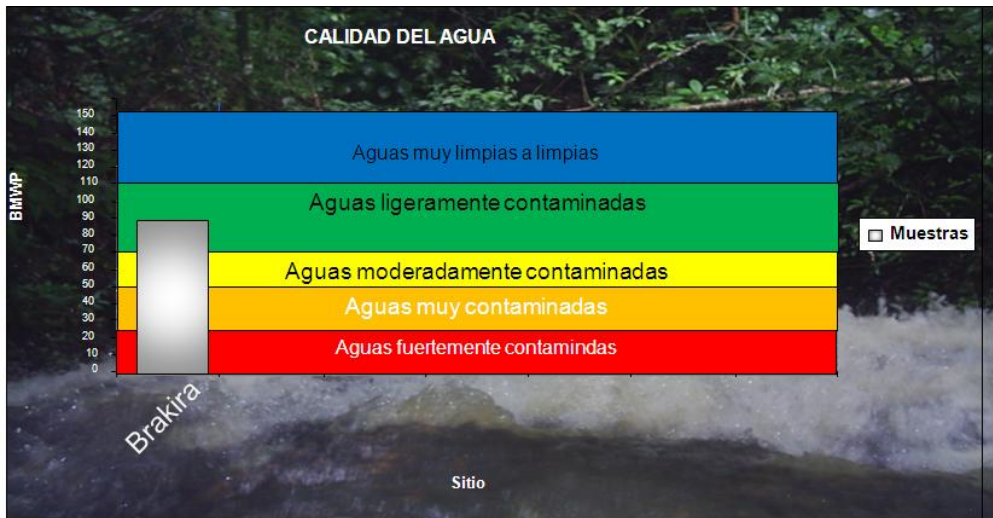 CALIDAD DEL AGUA
BMWP
150
140
130
120
110
100
90
80
70
60
50
40
30
20
10
0
Aguas muy limpias a limpias
Aguas ligeramente contaminadas
Aguas moderadamente contaminadas
Aguas muy contaminadas
Aguas fuertemente contamindas
Muestras
Brakira
Sitio